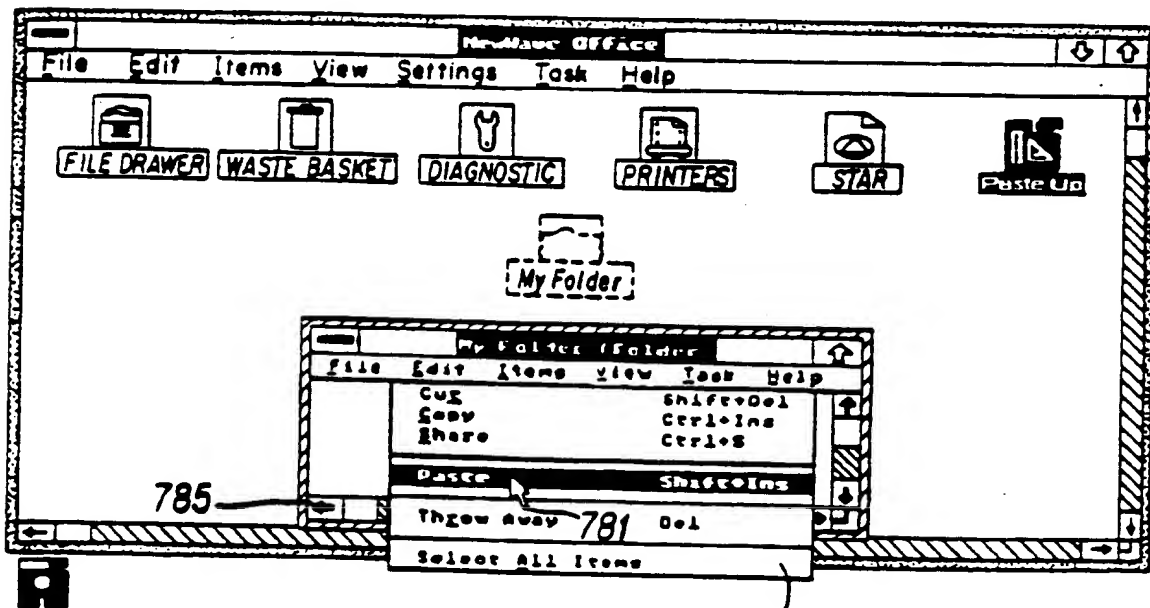 NewWave Office
File Edit Items View Settings Task Help
FILE DRAWER WASTE BASKET DIAGNOSTIC PRINTERS STAR Paste Up
My Folder
My Folder (Folder
File Edit Items View Task Help
Cut Shift+Del
Copy Ctrl+Ins
Share Ctrl+S
Paste Shift+Ins
785
Throw Away 781 Del
Select All Items